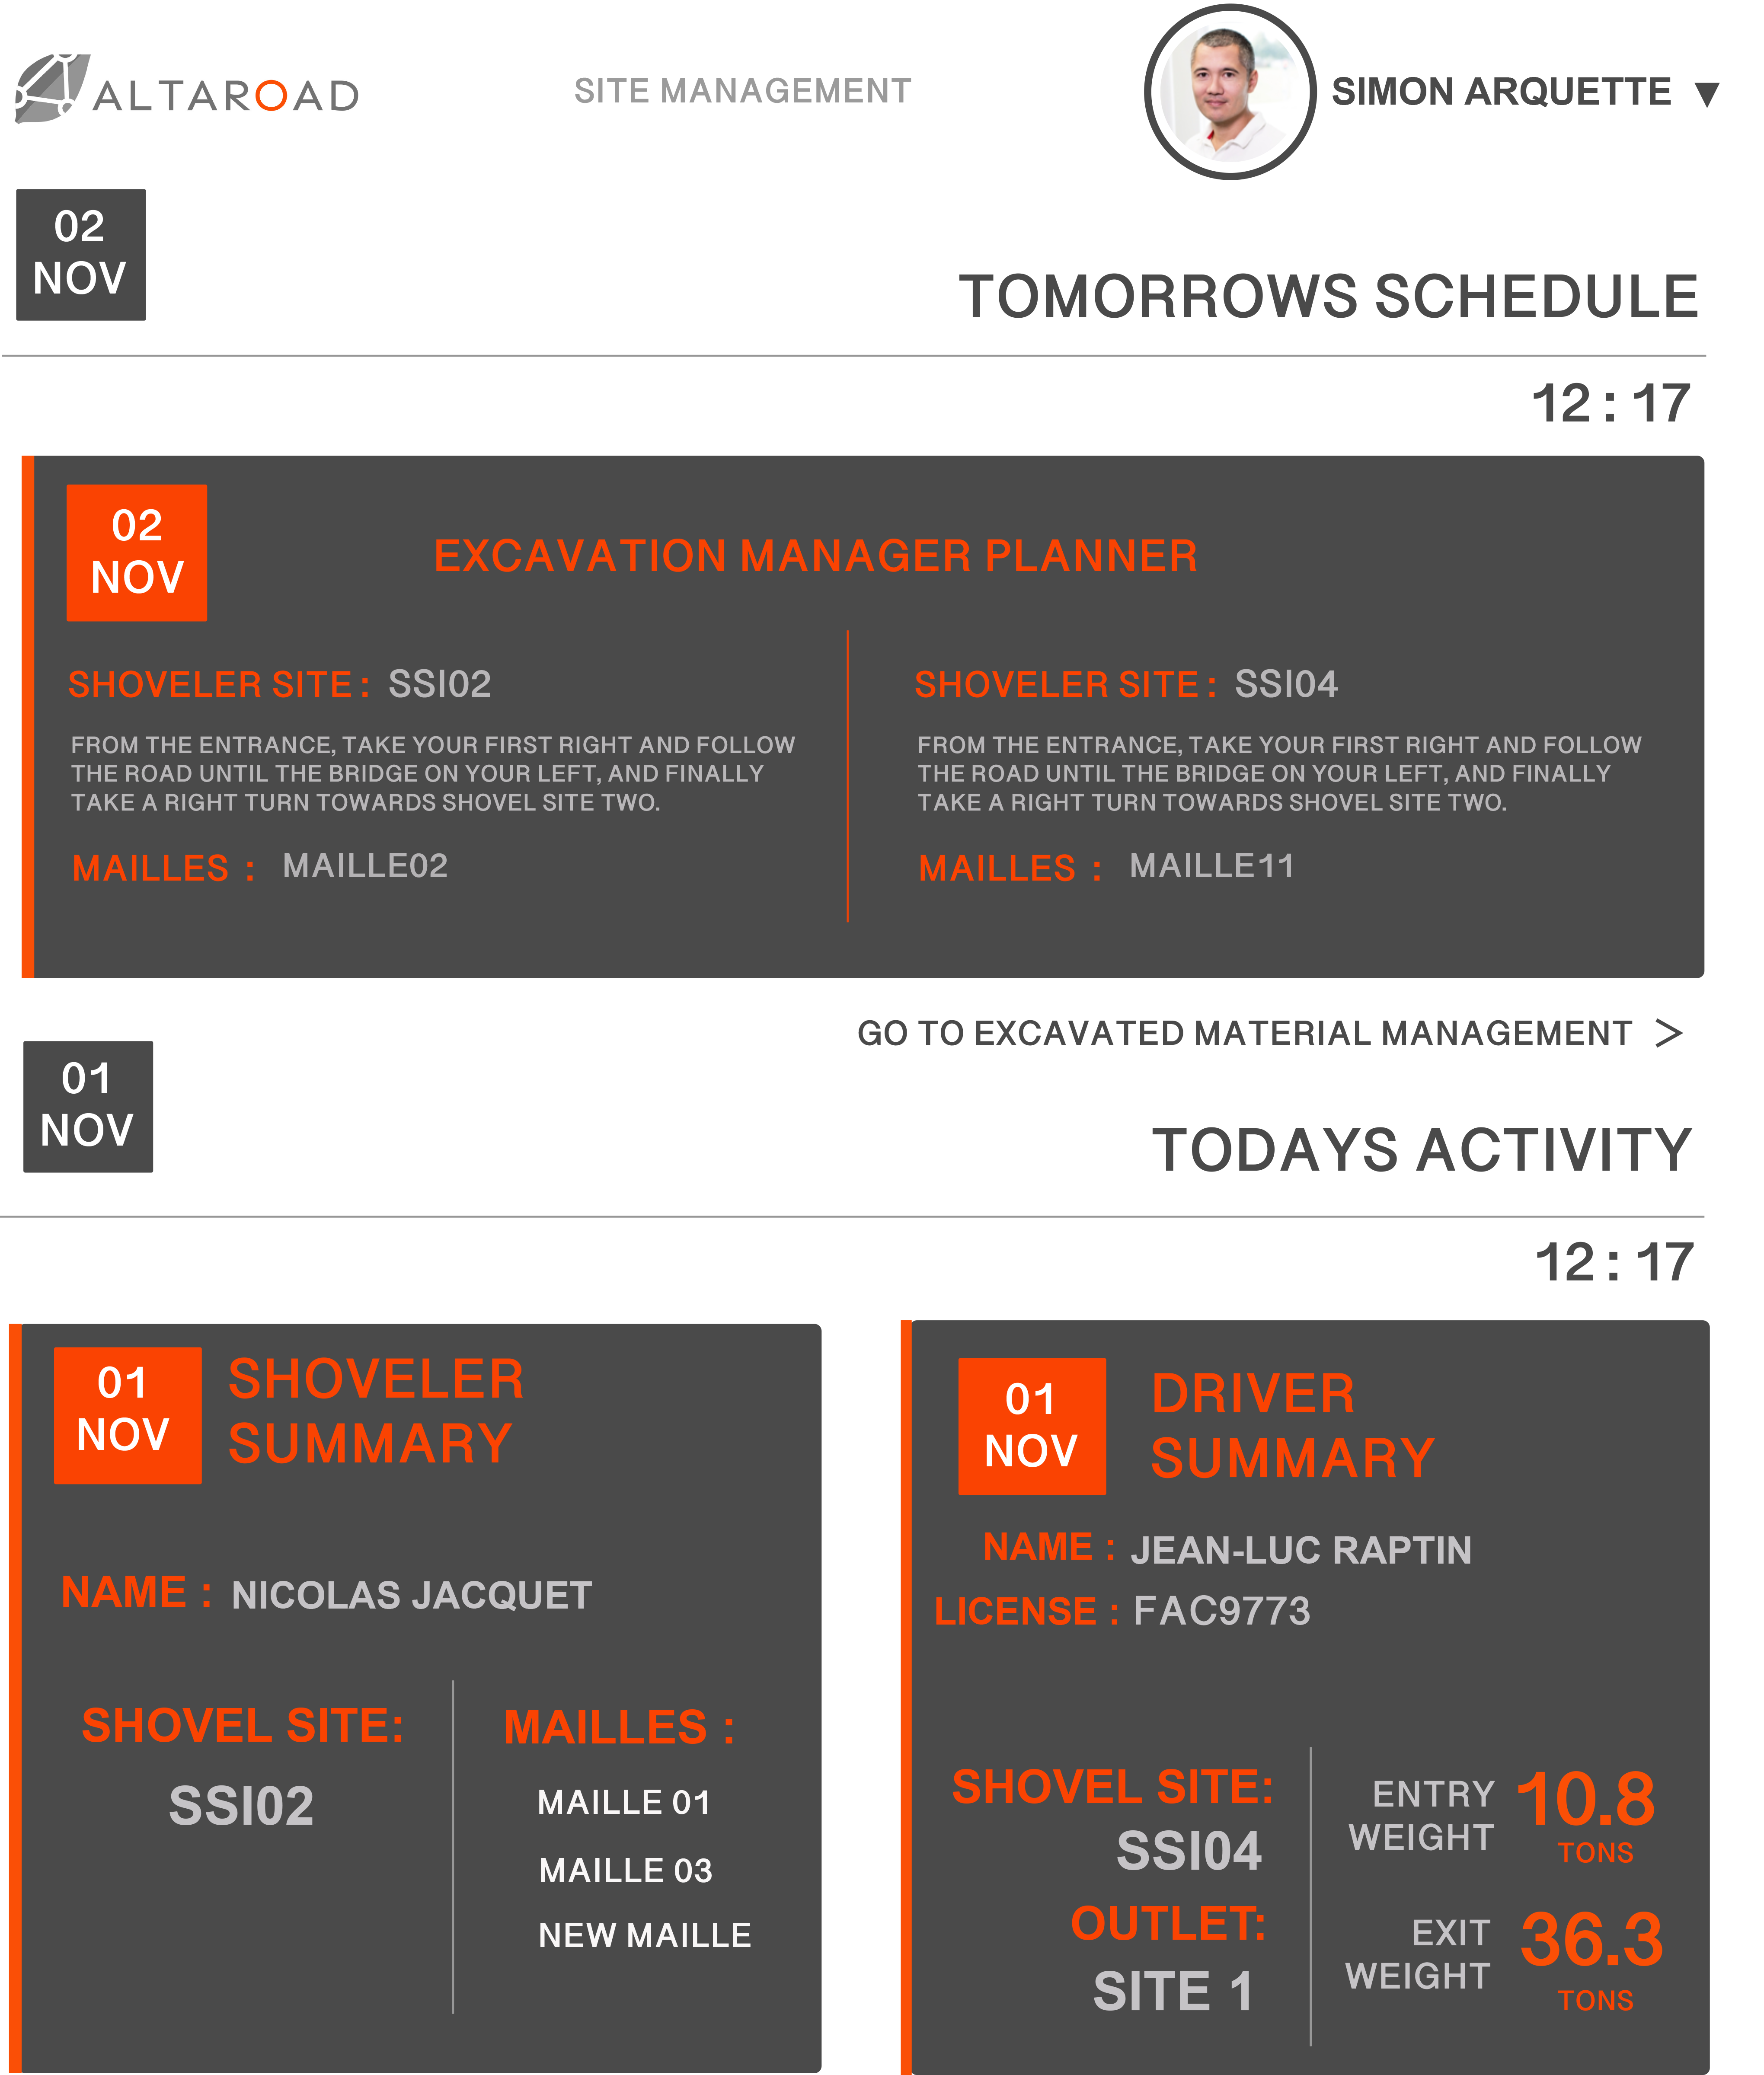 ALTAROAD
SITE MANAGEMENT
SIMON ARQUETTE ▼
02
NOV
TOMORROWS SCHEDULE
12 : 17
02
NOV
EXCAVATION MANAGER PLANNER
SHOVELER SITE : SSI02
FROM THE ENTRANCE, TAKE YOUR FIRST RIGHT AND FOLLOW
THE ROAD UNTIL THE BRIDGE ON YOUR LEFT, AND FINALLY
TAKE A RIGHT TURN TOWARDS SHOVEL SITE TWO.
MAILLES : MAILLE02
SHOVELER SITE : SSI04
FROM THE ENTRANCE, TAKE YOUR FIRST RIGHT AND FOLLOW
THE ROAD UNTIL THE BRIDGE ON YOUR LEFT, AND FINALLY
TAKE A RIGHT TURN TOWARDS SHOVEL SITE TWO.
MAILLES : MAILLE11
GO TO EXCAVATED MATERIAL MANAGEMENT >
01
NOV
TODAYS ACTIVITY
12 : 17
01
NOV
SHOVELER
SUMMARY
NAME : NICOLAS JACQUET
SHOVEL SITE:
SSI02
MAILLES :
MAILLE 01
MAILLE 03
NEW MAILLE
01
NOV
DRIVER
SUMMARY
NAME : JEAN-LUC RAPTIN
LICENSE : FAC9773
SHOVEL SITE:
SSI04
OUTLET:
SITE 1
ENTRY
WEIGHT
10.8
TONS
EXIT
WEIGHT
36.3
TONS